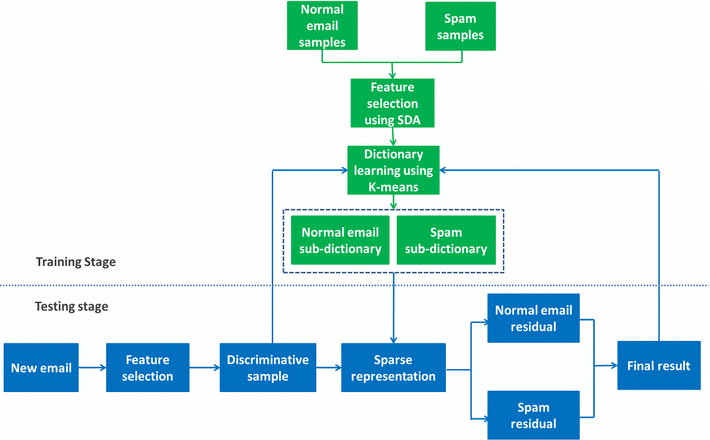 Normal
email
samples
Spam
samples
Feature
selection
using SDA
Dictionary
learning using
K-means
Normal email
sub-dictionary
Spam
sub-dictionary
Training Stage
Testing stage
New email
Feature
selection
Discriminative
sample
Sparse
representation
Normal email
residual
Spam
residual
Final result